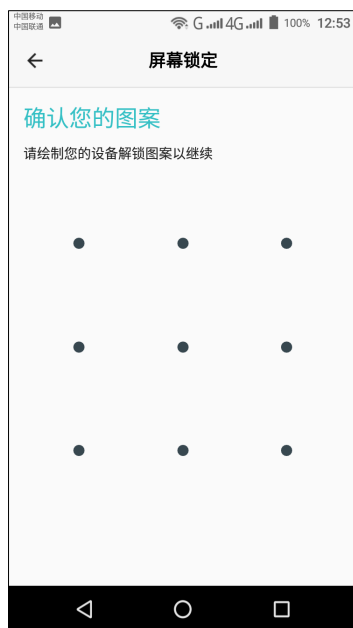 中国移动
中国联通
G 4G 100% 12:53
屏幕锁定
确认您的图案
请绘制您的设备解锁图案以继续